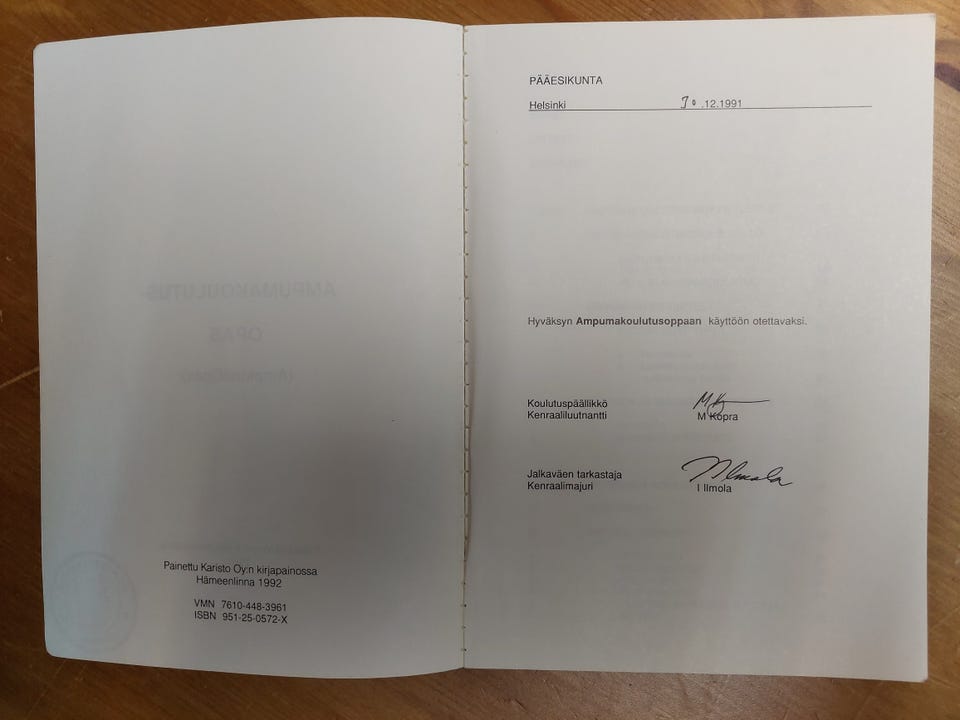 Painettu Karisto Oy:n kirjapainossa
Hämeenlinna 1992
VMN 7610-448-3961
ISBN 951-25-0572-X
PÄÄESIKUNTA
Helsinki 30.12.1991
Hyväksyn Ampumakoulutusoppaan käyttöön otettavaksi.
Koulutuspäällikkö
Kenraaliluutnantti M Kopra
Jalkaväen tarkastaja
Kenraalimajuri I Ilmola